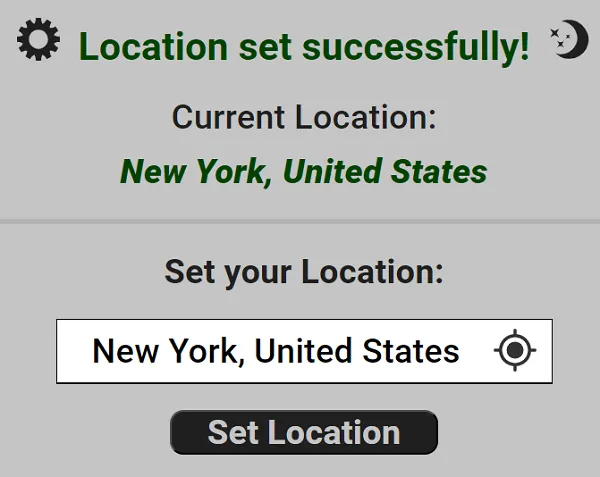 Location set successfully!
Current Location:
New York, United States
Set your Location:
New York, United States
Set Location